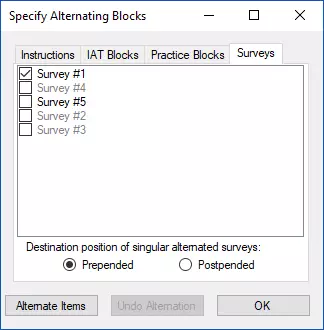 Specify Alternating Blocks
Instructions IAT Blocks Practice Blocks Surveys
Survey #1
Survey #4
Survey #5
Survey #2
Survey #3
Destination position of singular alternated surveys:
Prepended Postpended
Alternate Items Undo Alternation OK